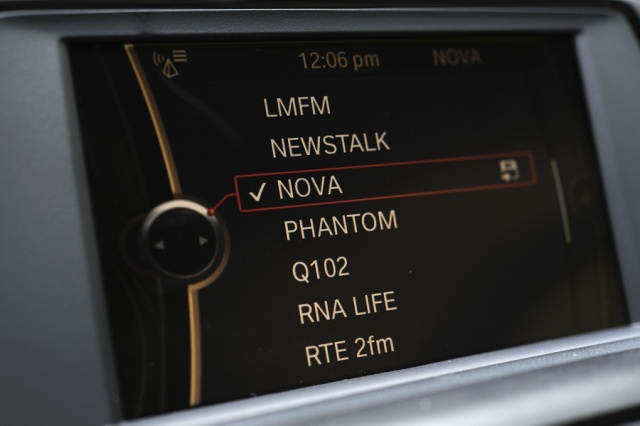 12:06 pm NOVA
LMFM
NEWSTALK
NOVA
PHANTOM
Q102
RNA LIFE
RTE 2fm